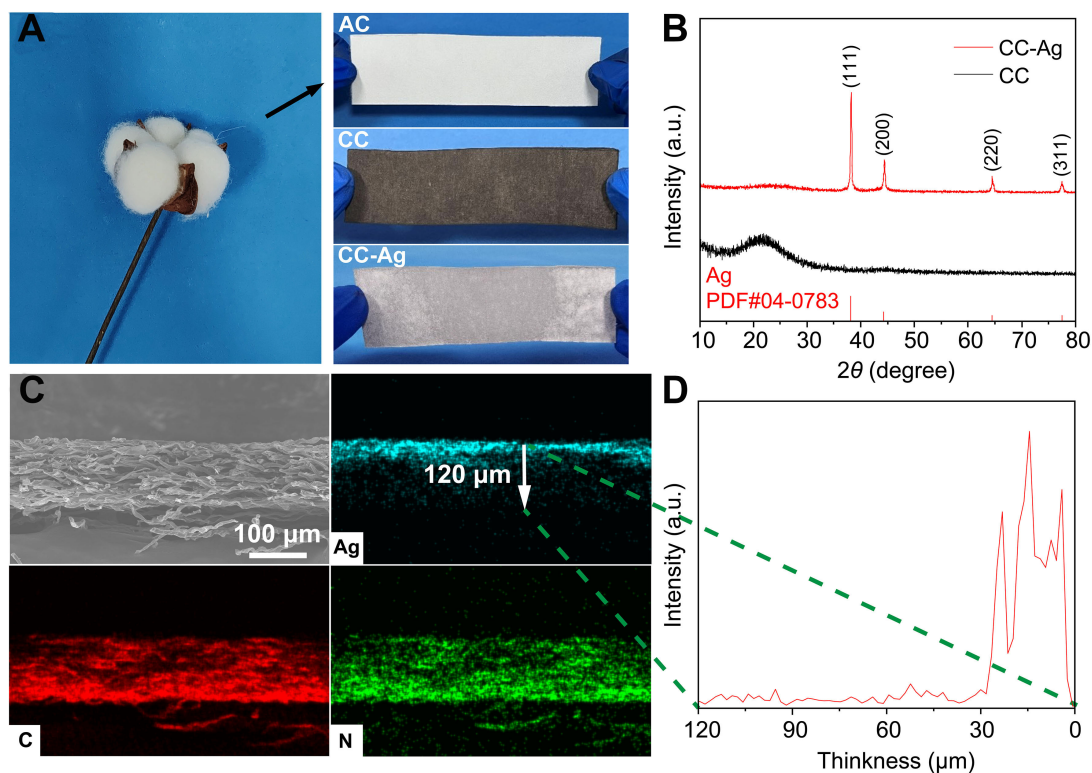 A
AC
CC
CC-Ag
B
Intensity (a.u.)
(111)
(200)
(220)
(311)
CC-Ag
CC
Ag
PDF#04-0783
10 20 30 40 50 60 70 80
2θ (degree)
C
100 μm
120 μm
Ag
C
N
D
Intensity (a.u.)
120 90 60 30 0
Thinkness (μm)